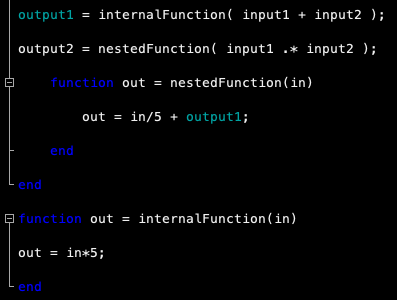 output1 = internalFunction( input1 + input2 );
output2 = nestedFunction( input1 .* input2 );
function out = nestedFunction(in)
out = in/5 + output1;
end
end
function out = internalFunction(in)
out = in*5;
end